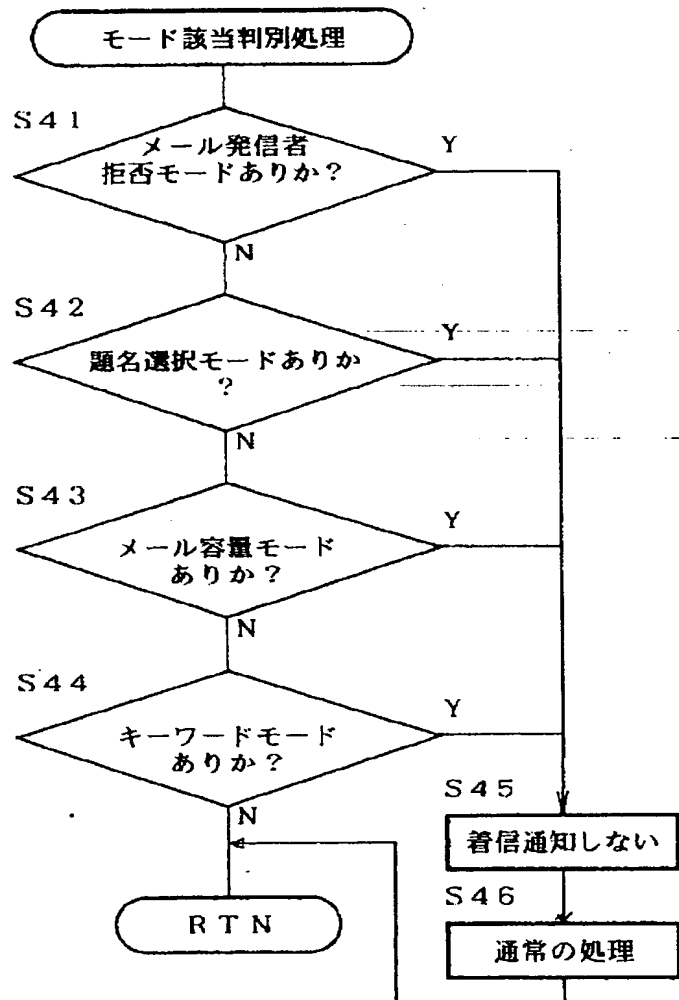 モード該当判別処理
S41
メール発信者
拒否モードありか?
Y
N
S42
題名選択モードありか
?
Y
N
S43
メール容量モード
ありか?
Y
N
S44
キーワードモード
ありか?
Y
N
S45
着信通知しない
S46
通常の処理
RTN